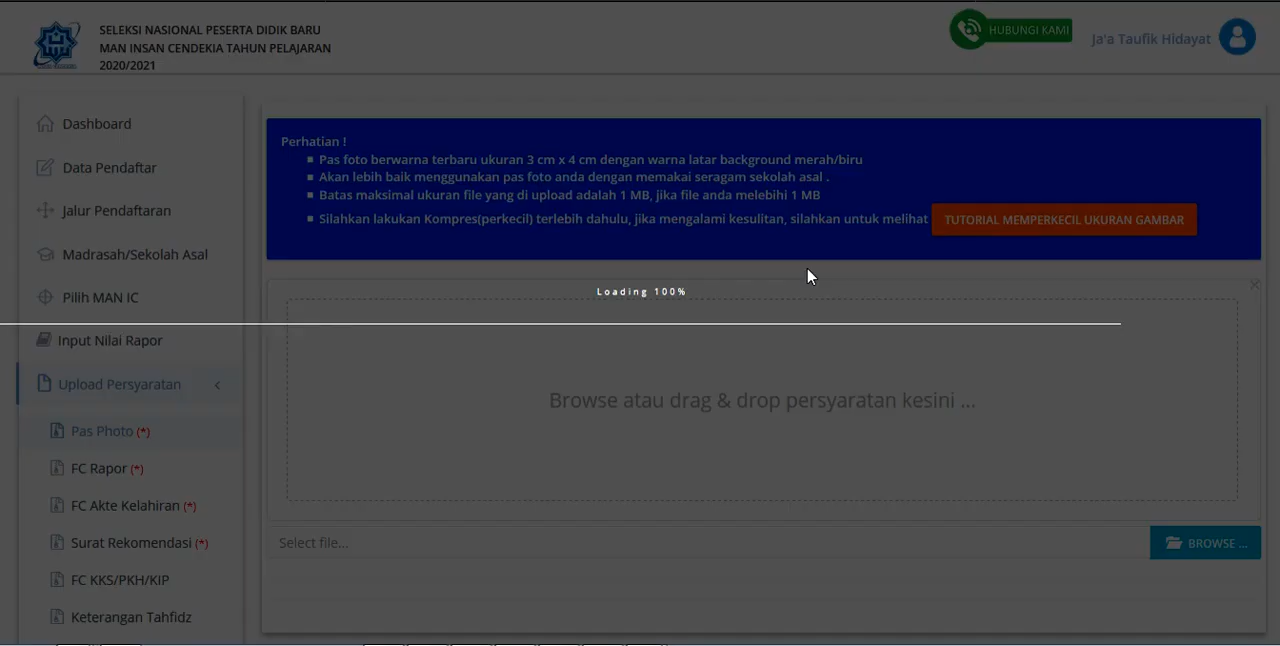 SELEKSI NASIONAL PESERTA DIDIK BARU
MAN INSAN CENDEKIA TAHUN PELAJARAN
2020/2021
HUBUNGI KAMI
Ja'a Taufik Hidayat
Dashboard
Data Pendaftar
Jalur Pendaftaran
Madrasah/Sekolah Asal
Pilih MAN IC
Input Nilai Rapor
Upload Persyaratan
Pas Photo (*)
FC Rapor (*)
FC Akte Kelahiran (*)
Surat Rekomendasi (*)
FC KKS/PKH/KIP
Keterangan Tahfidz
Perhatian !
Pas foto berwarna terbaru ukuran 3 cm x 4 cm dengan warna latar background merah/biru
Akan lebih baik menggunakan pas foto anda dengan memakai seragam sekolah asal .
Batas maksimal ukuran file yang di upload adalah 1 MB, jika file anda melebihi 1 MB
Silahkan lakukan Kompres(perkecil) terlebih dahulu, jika mengalami kesulitan, silahkan untuk melihat TUTORIAL MEMPERKECIL UKURAN GAMBAR
Loading 100%
Browse atau drag & drop persyaratan kesini ...
Select file...
BROWSE ...